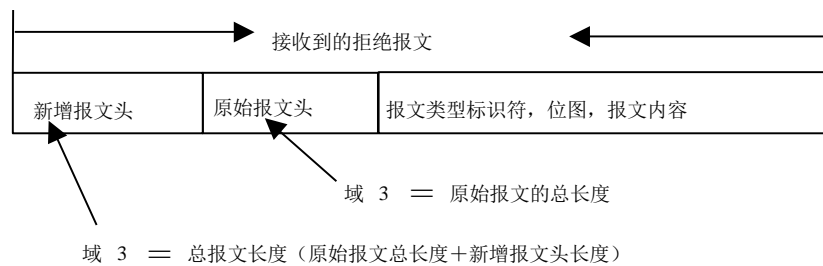 接收到的拒绝报文
新增报文头 原始报文头 报文类型标识符，位图，报文内容
域 3 ＝ 原始报文的总长度
域 3 ＝ 总报文长度（原始报文总长度＋新增报文头长度）